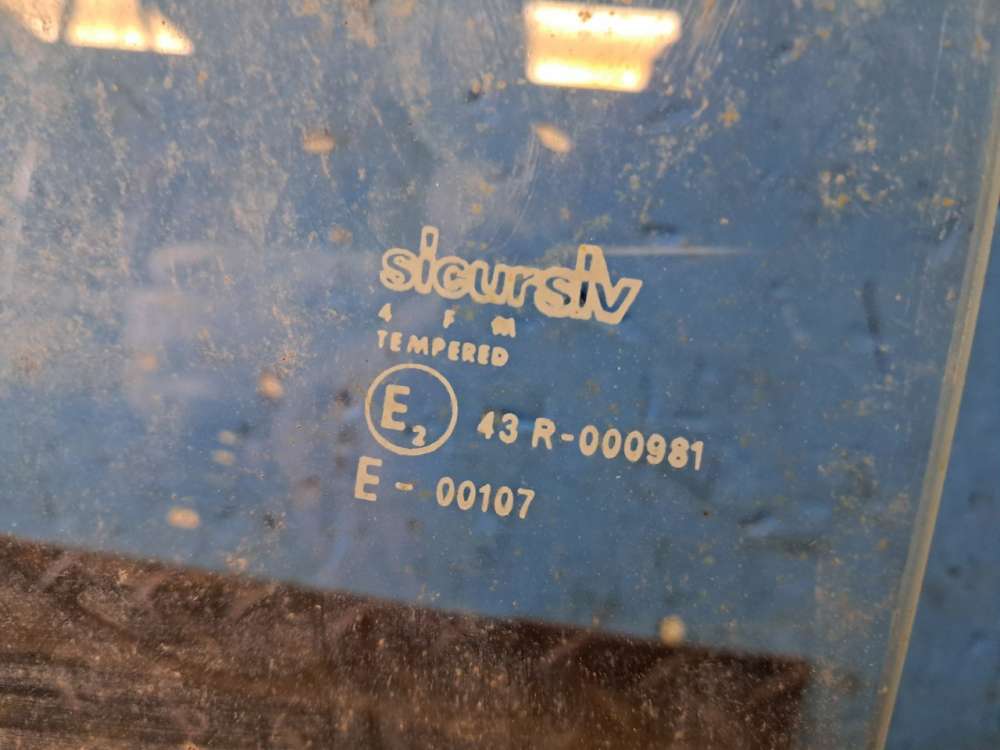 sicursiv
4 F M
TEMPERED
E2 43 R-000981
E - 00107